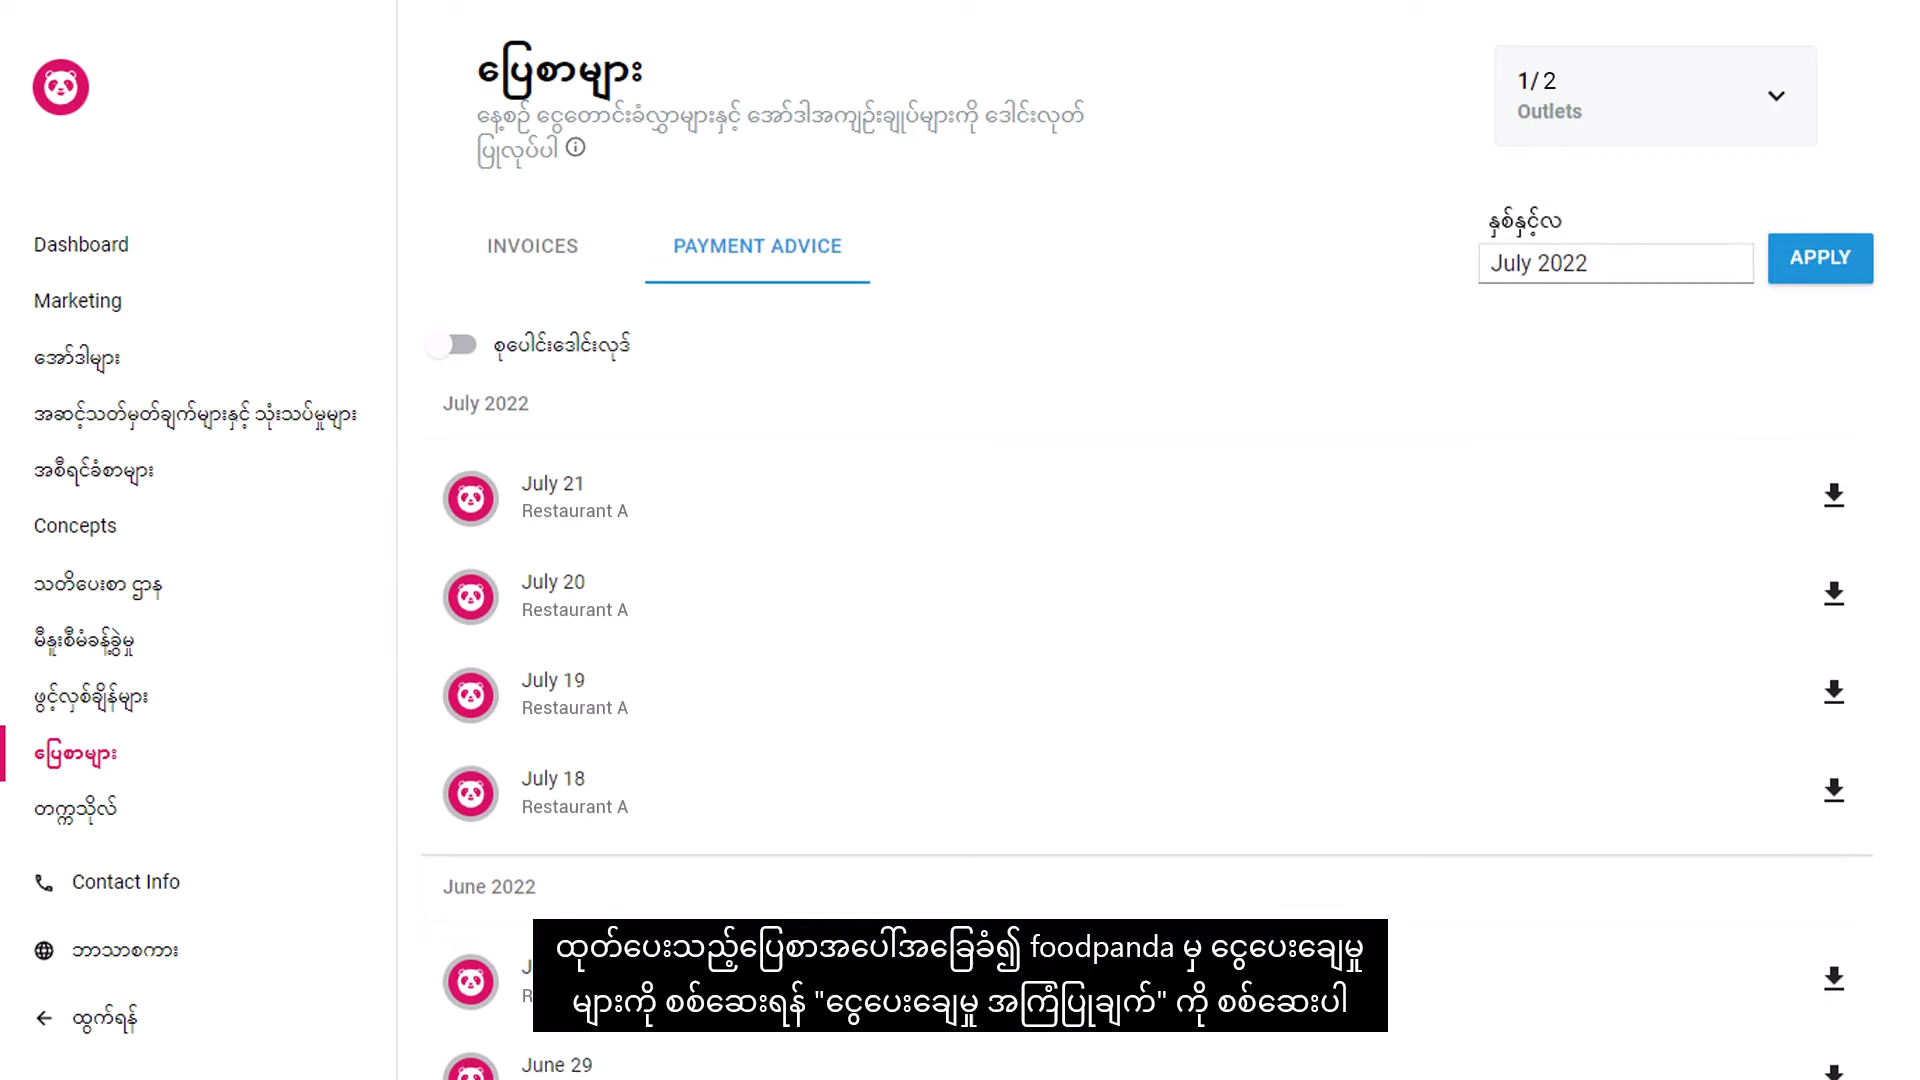 ပြေစာများ
နေ့စဉ် ငွေတောင်းခံလွှာများနှင့် အော်ဒါအကျဉ်းချုပ်များကို ဒေါင်းလုတ်
ပြုလုပ်ပါ
1/ 2
Outlets
Dashboard
Marketing
အော်ဒါများ
အဆင့်သတ်မှတ်ချက်များနှင့် သုံးသပ်မှုများ
အစီရင်ခံစာများ
Concepts
သတိပေးစာ ဌာန
မီနူးစီမံခန့်ခွဲမှု
ဖွင့်လှစ်ချိန်များ
ပြေစာများ
တက္ကသိုလ်
Contact Info
ဘာသာစကား
ထွက်ရန်
INVOICES
PAYMENT ADVICE
နှစ်နှင့်လ
July 2022
APPLY
စုပေါင်းဒေါင်းလုဒ်
July 2022
July 21
Restaurant A
July 20
Restaurant A
July 19
Restaurant A
July 18
Restaurant A
June 2022
June 29
ထုတ်ပေးသည့်ပြေစာအပေါ်အခြေခံ၍ foodpanda မှ ငွေပေးချေမှု
များကို စစ်ဆေးရန် "ငွေပေးချေမှု အကြံပြုချက်" ကို စစ်ဆေးပါ